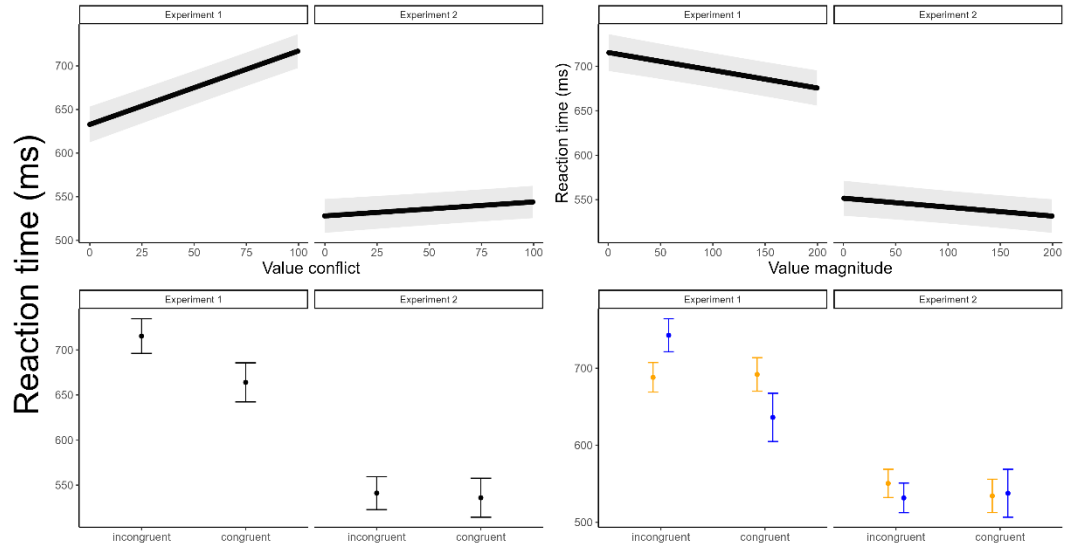 Reaction time (ms)
Experiment 1
Experiment 2
700
650
600
550
500
0 25 50 75 100
0 25 50 75 100
Value conflict
Experiment 1
Experiment 2
Reaction time (ms)
700
650
600
550
0 50 100 150 200
0 50 100 150 200
Value magnitude
Experiment 1
Experiment 2
700
650
600
550
incongruent congruent
incongruent congruent
Experiment 1
Experiment 2
700
600
500
incongruent congruent
incongruent congruent